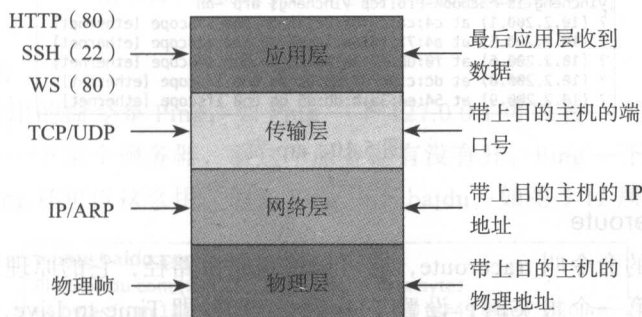 HTTP（80）
SSH（22）
WS（80）
应用层
最后应用层收到
数据
TCP/UDP
传输层
带上目的主机的端
口号
IP/ARP
网络层
带上目的主机的 IP
地址
物理帧
物理层
带上目的主机的
物理地址